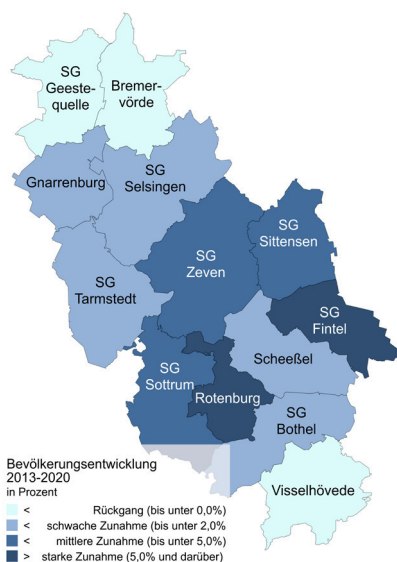 SG
Geeste-
quelle
Bremer-
vörde
Gnarrenburg
SG
Selsingen
SG
Sittensen
SG
Zeven
SG
Tarmstedt
SG
Fintel
Scheeßel
SG
Sottrum
Rotenburg
SG
Bothel
Visselhövede
Bevölkerungsentwicklung
2013-2020
in Prozent
< Rückgang (bis unter 0,0%)
< schwache Zunahme (bis unter 2,0%)
< mittlere Zunahme (bis unter 5,0%)
> starke Zunahme (5,0% und darüber)